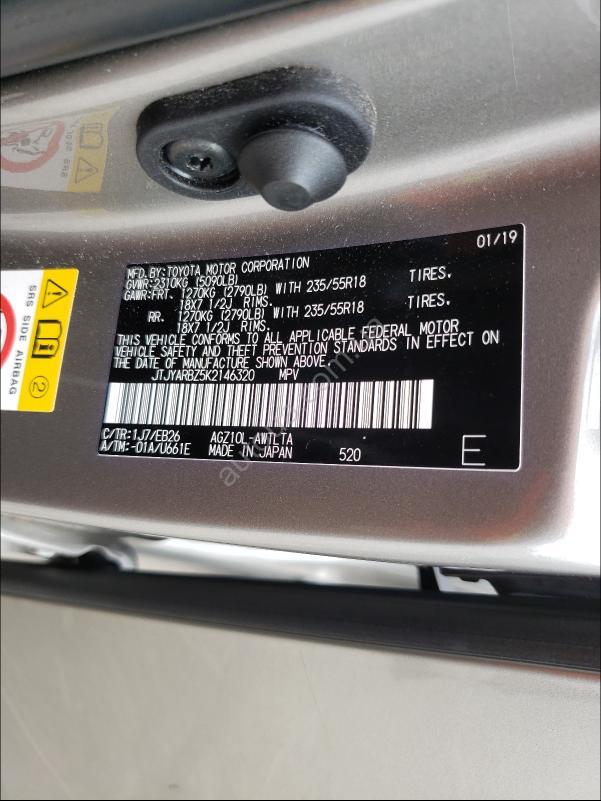 01/19
MFD.BY:TOYOTA MOTOR CORPORATION
GVWR:2310KG (5090LB)
GAWR:FRT. 1270KG (2790LB) WITH 235/55R18 TIRES,
18X7 1/2J RIMS.
RR. 1270KG (2790LB) WITH 235/55R18 TIRES,
18X7 1/2J RIMS.
THIS VEHICLE CONFORMS TO ALL APPLICABLE FEDERAL MOTOR
VEHICLE SAFETY AND THEFT PREVENTION STANDARDS IN EFFECT ON
THE DATE OF MANUFACTURE SHOWN ABOVE.
JTJYARBZ5K2146320 MPV
C/TR:1J7/EB26 AGZ10L-AWTLTA
A/TM:-01A/U661E MADE IN JAPAN 520 E
SRS SIDE AIRBAG
2